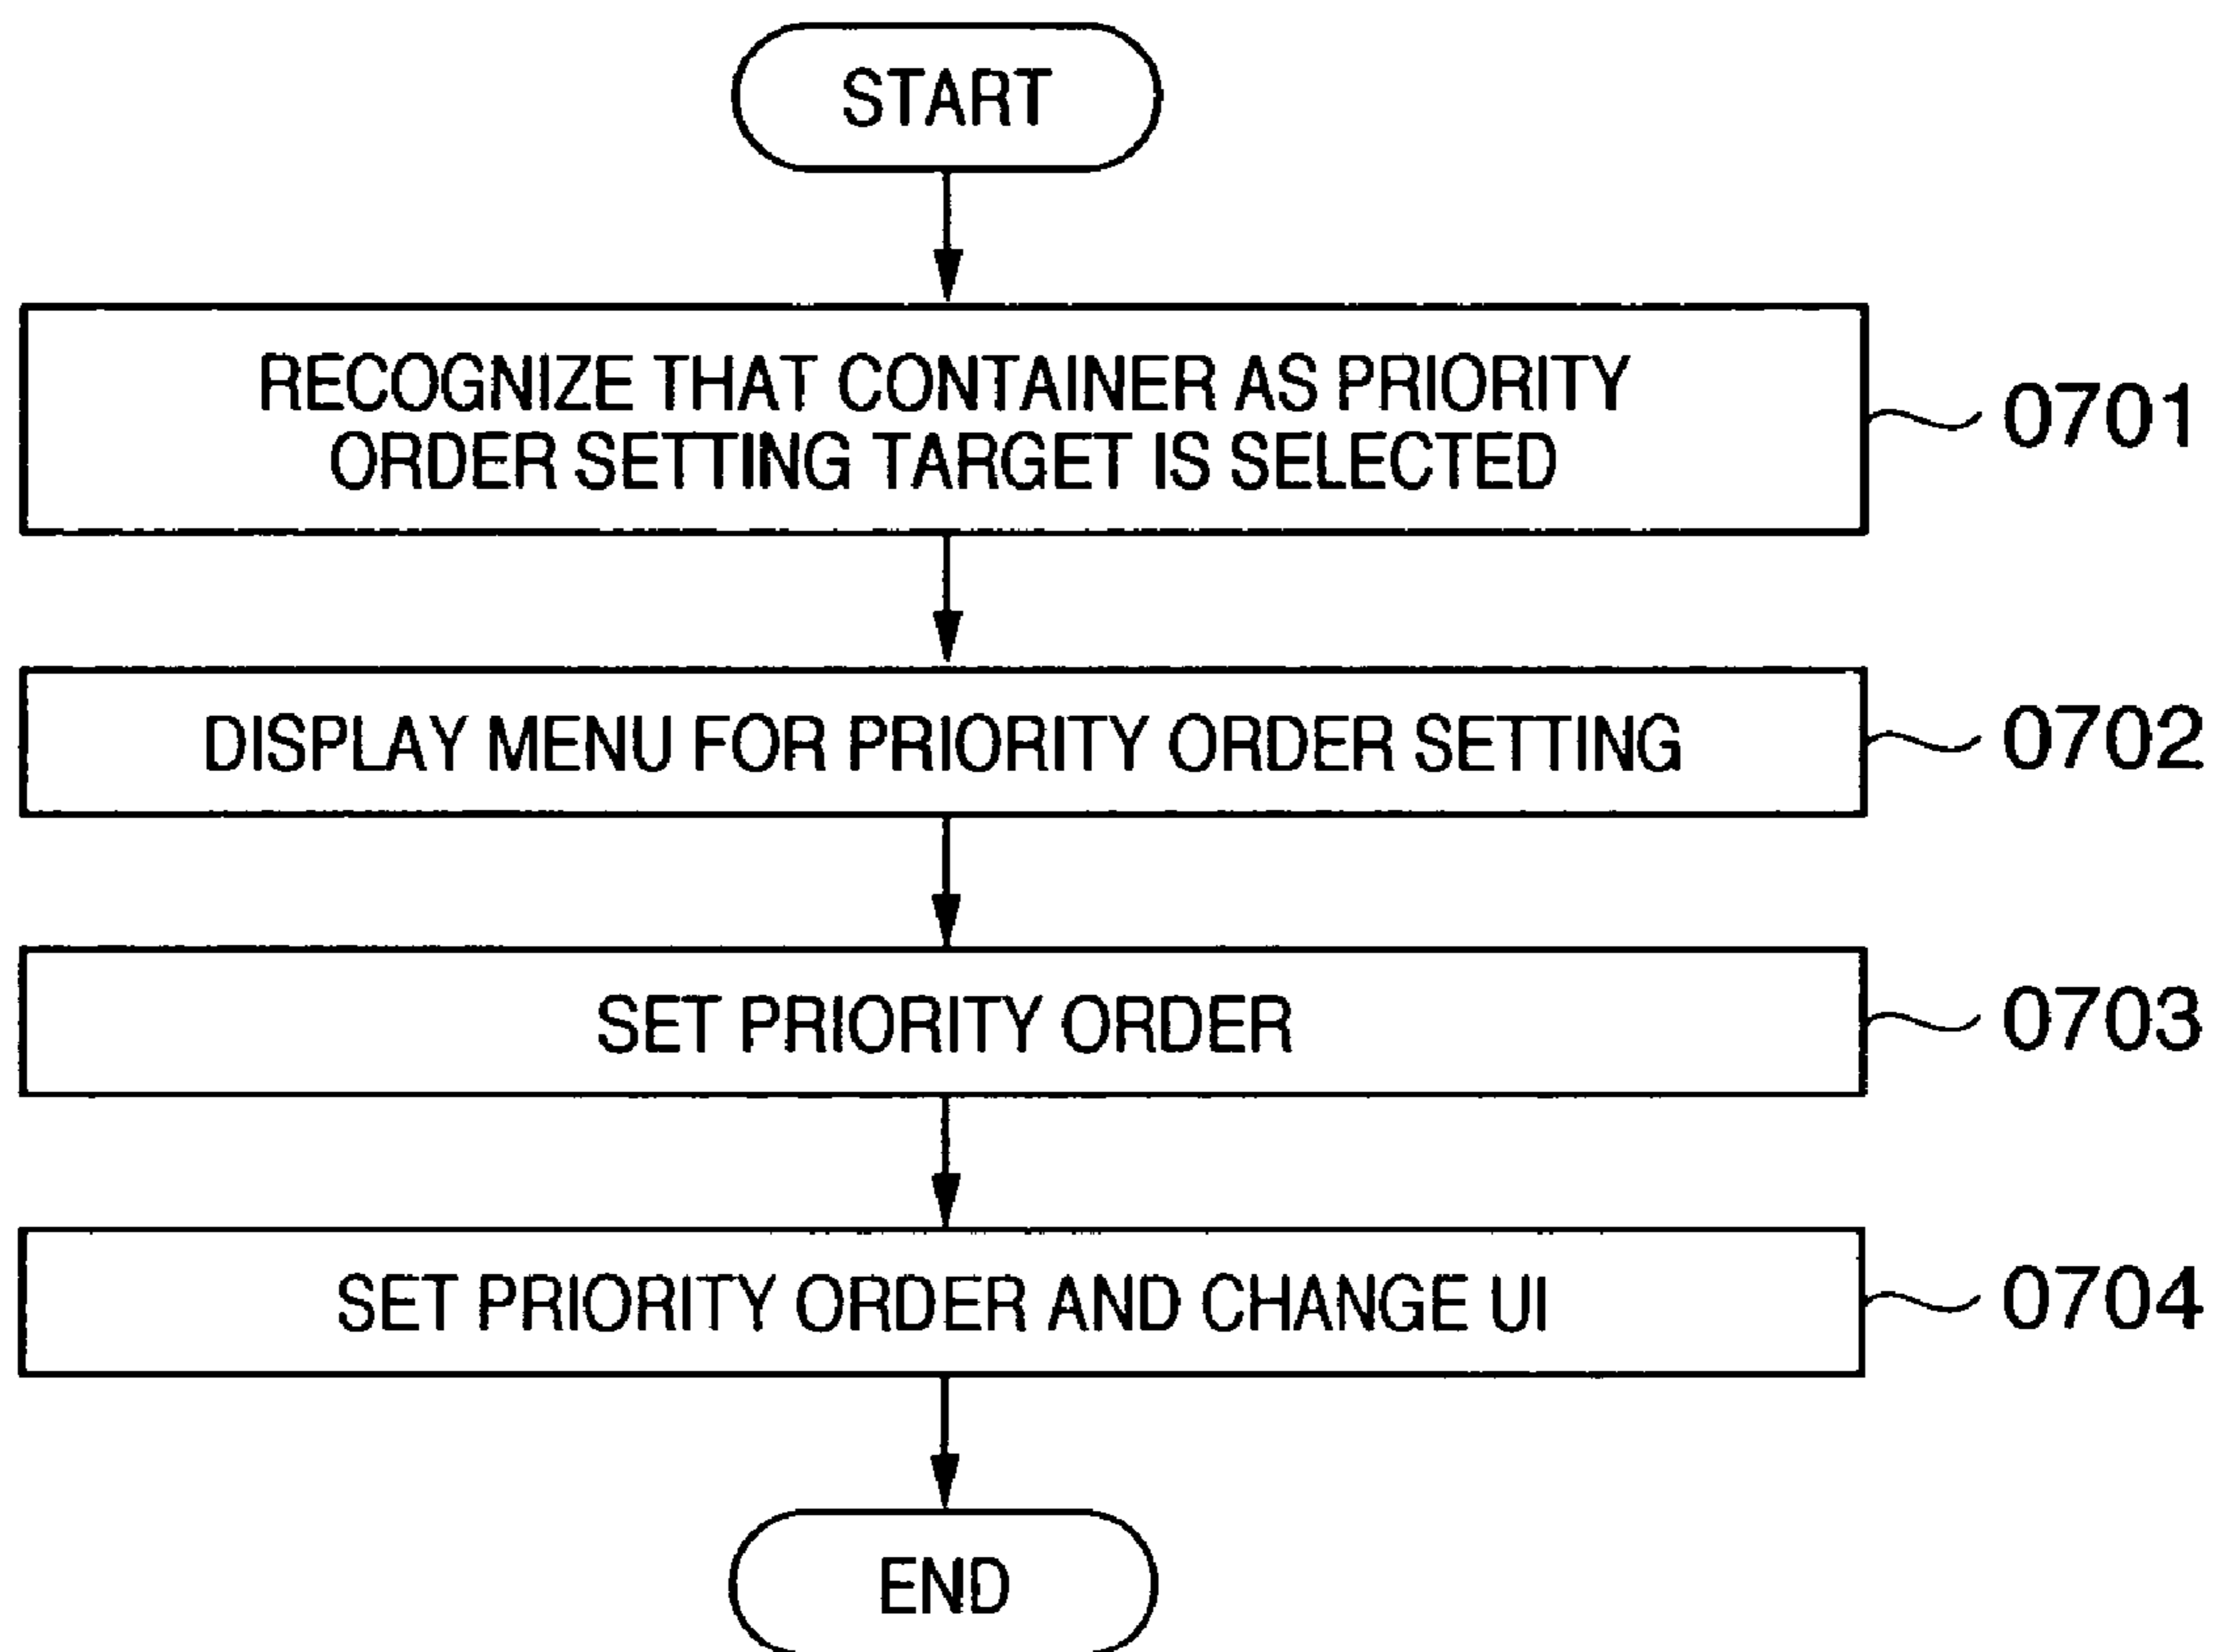 START
RECOGNIZE THAT CONTAINER AS PRIORITY
ORDER SETTING TARGET IS SELECTED
0701
DISPLAY MENU FOR PRIORITY ORDER SETTING
0702
SET PRIORITY ORDER
0703
SET PRIORITY ORDER AND CHANGE UI
0704
END